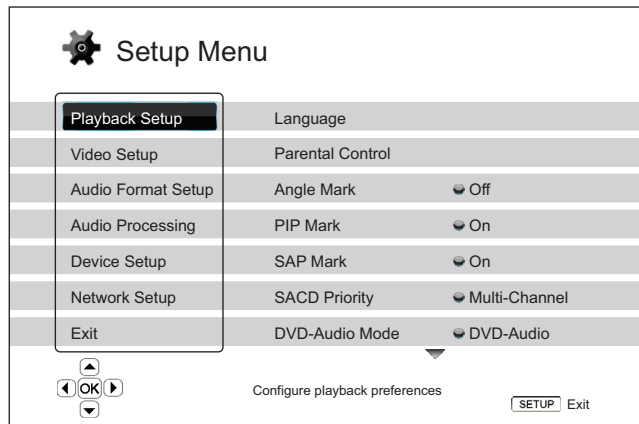 Setup Menu
Playback Setup Language
Video Setup Parental Control
Audio Format Setup Angle Mark Off
Audio Processing PIP Mark On
Device Setup SAP Mark On
Network Setup SACD Priority Multi-Channel
Exit DVD-Audio Mode DVD-Audio
OK Configure playback preferences SETUP Exit